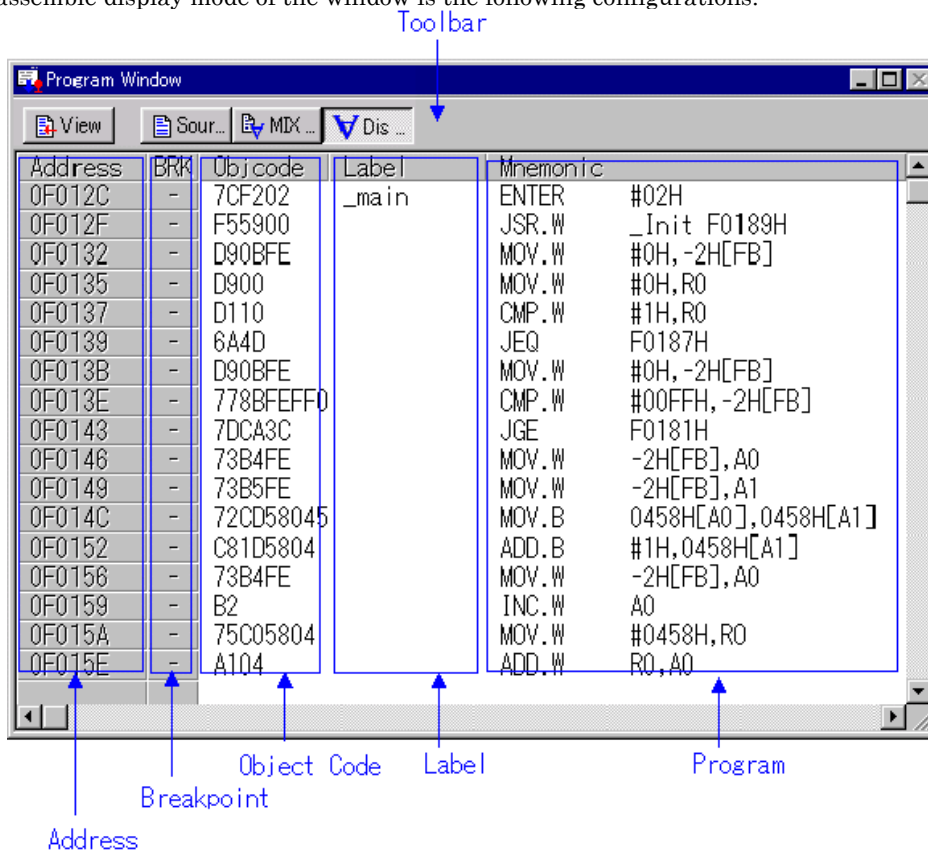 assemble display mode of the window is the following configurations.
Toolbar
Program Window
View Sour... MIX ... Dis ...
Address BRK Objcode Label Mnemonic
0F012C - 7CF202 _main ENTER #02H
0F012F - F55900 JSR.W _Init F0189H
0F0132 - D90BFE MOV.W #0H,-2H[FB]
0F0135 - D900 MOV.W #0H,R0
0F0137 - D110 CMP.W #1H,R0
0F0139 - 6A4D JEQ F0187H
0F013B - D90BFE MOV.W #0H,-2H[FB]
0F013E - 778BFEFF0 CMP.W #00FFH,-2H[FB]
0F0143 - 7DCA3C JGE F0181H
0F0146 - 73B4FE MOV.W -2H[FB],A0
0F0149 - 73B5FE MOV.W -2H[FB],A1
0F014C - 72CD58045 MOV.B 0458H[A0],0458H[A1]
0F0152 - C81D5804 ADD.B #1H,0458H[A1]
0F0156 - 73B4FE MOV.W -2H[FB],A0
0F0159 - B2 INC.W A0
0F015A - 75C05804 MOV.W #0458H,R0
0F015E - A104 ADD.W R0,A0
Object Code Label Program
Breakpoint
Address